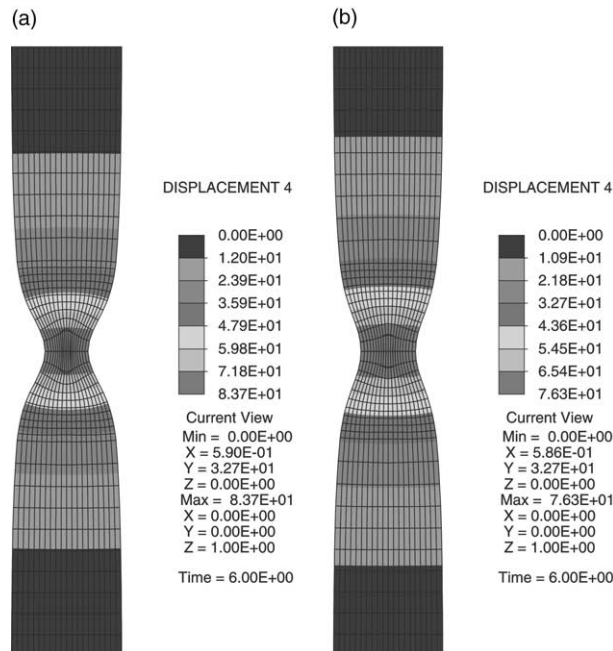 (a)
DISPLACEMENT 4
0.00E+00
1.20E+01
2.39E+01
3.59E+01
4.79E+01
5.98E+01
7.18E+01
8.37E+01
Current View
Min = 0.00E+00
X = 5.90E-01
Y = 3.27E+01
Z = 0.00E+00
Max = 8.37E+01
X = 0.00E+00
Y = 0.00E+00
Z = 1.00E+00
Time = 6.00E+00
(b)
DISPLACEMENT 4
0.00E+00
1.09E+01
2.18E+01
3.27E+01
4.36E+01
5.45E+01
6.54E+01
7.63E+01
Current View
Min = 0.00E+00
X = 5.86E-01
Y = 3.27E+01
Z = 0.00E+00
Max = 7.63E+01
X = 0.00E+00
Y = 0.00E+00
Z = 1.00E+00
Time = 6.00E+00